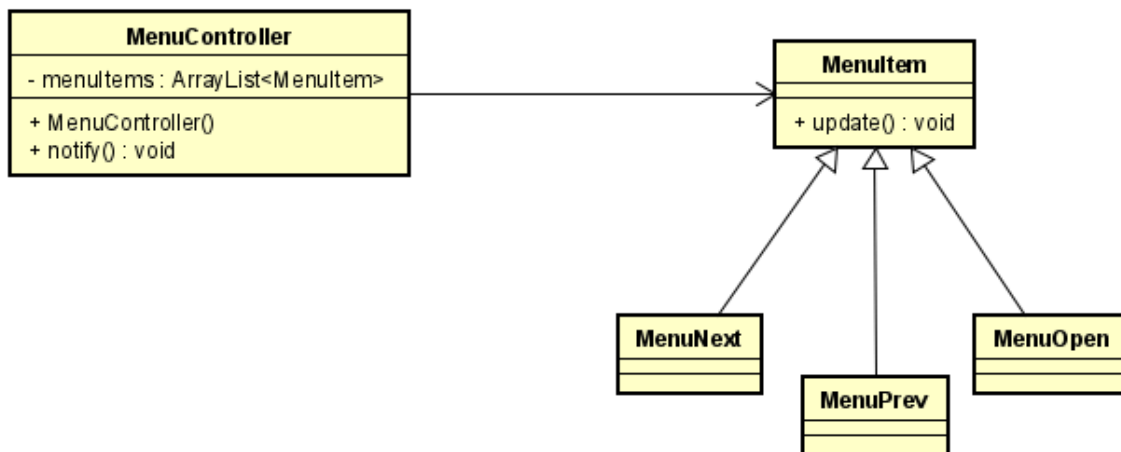 MenuController
- menuItems : ArrayList<MenuItem>
+ MenuController()
+ notify() : void
MenuItem
+ update() : void
MenuNext
MenuPrev
MenuOpen